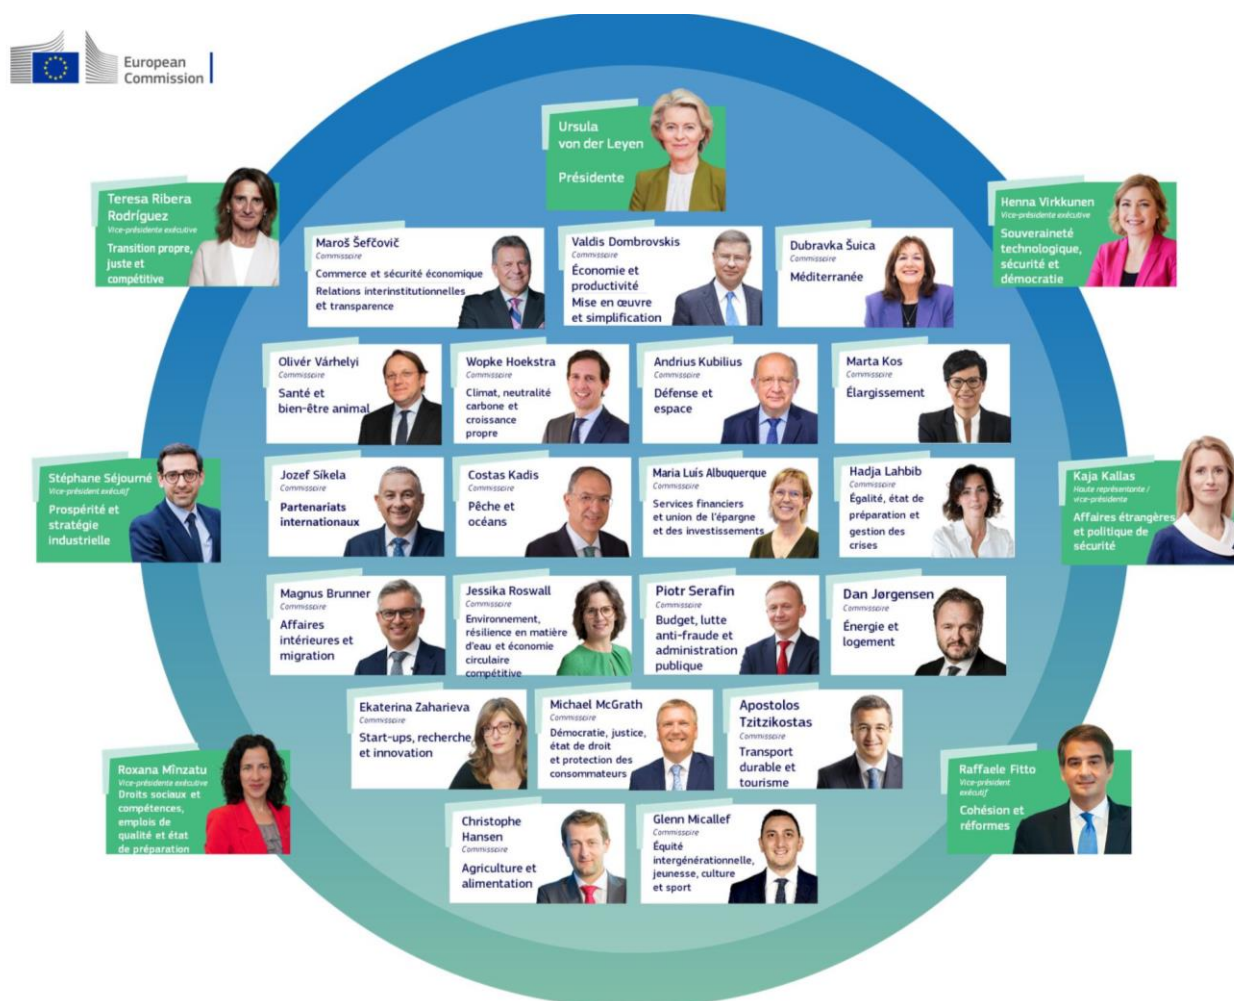 European
Commission
Ursula
von der Leyen
Présidente
Teresa Ribera
Rodríguez
Vice-présidente exécutive
Transition propre,
juste et
compétitive
Henna Virkkunen
Vice-présidente exécutive
Souveraineté
technologique,
sécurité et
démocratie
Maroš Šefčovič
Commissaire
Commerce et sécurité économique
Relations interinstitutionnelles
et transparence
Valdis Dombrovskis
Commissaire
Économie et
productivité
Mise en œuvre
et simplification
Dubravka Šuica
Commissaire
Méditerranée
Olivér Várhelyi
Commissaire
Santé et
bien-être animal
Wopke Hoekstra
Commissaire
Climat, neutralité
carbone et
croissance
propre
Andrius Kubilius
Commissaire
Défense et
espace
Marta Kos
Commissaire
Élargissement
Stéphane Séjourné
Vice-président exécutif
Prospérité et
stratégie
industrielle
Jozef Síkela
Commissaire
Partenariats
internationaux
Costas Kadis
Commissaire
Pêche et
océans
Maria Luís Albuquerque
Commissaire
Services financiers
et union de l'épargne
et des investissements
Hadja Lahbib
Commissaire
Égalité, état de
préparation et
gestion des
crises
Kaja Kallas
Haute représentante /
vice-présidente
Affaires étrangères
et politique de
sécurité
Magnus Brunner
Commissaire
Affaires
intérieures et
migration
Jessika Roswall
Commissaire
Environnement,
résilience en matière
d'eau et économie
circulaire
compétitive
Piotr Serafin
Commissaire
Budget, lutte
anti-fraude et
administration
publique
Dan Jørgensen
Commissaire
Énergie et
logement
Ekaterina Zaharieva
Commissaire
Start-ups, recherche
et innovation
Michael McGrath
Commissaire
Démocratie, justice,
état de droit
et protection des
consommateurs
Apostolos
Tzitzikostas
Commissaire
Transport
durable et
tourisme
Roxana Mînzatu
Vice-présidente exécutive
Droits sociaux et
compétences,
emplois de
qualité et état
de préparation
Raffaele Fitto
Vice-président
exécutif
Cohésion et
réformes
Christophe
Hansen
Commissaire
Agriculture et
alimentation
Glenn Micallef
Commissaire
Équité
intergénérationnelle,
jeunesse, culture
et sport